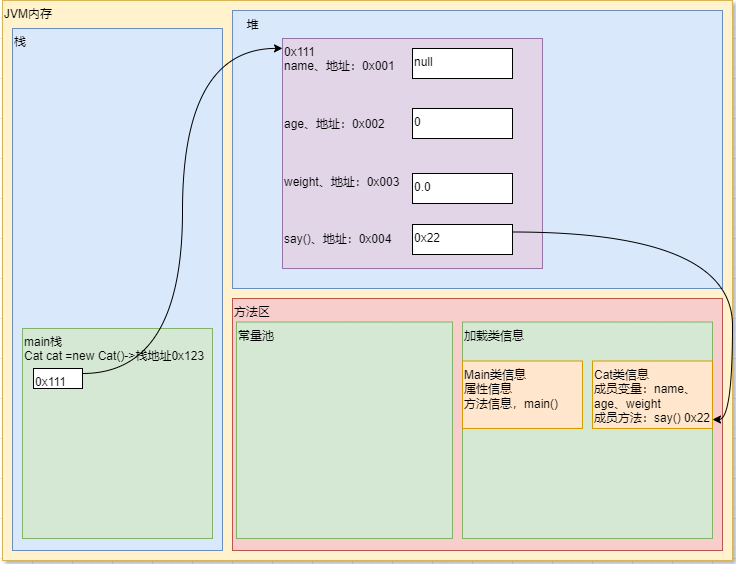 JVM内存
栈
堆
0x111
name、地址：0x001
null
age、地址：0x002
0
weight、地址：0x003
0.0
say()、地址：0x004
0x22
main栈
Cat cat =new Cat()->栈地址0x123
0x111
方法区
常量池
加载类信息
Main类信息
属性信息
方法信息，main()
Cat类信息
成员变量：name、
age、weight
成员方法：say() 0x22